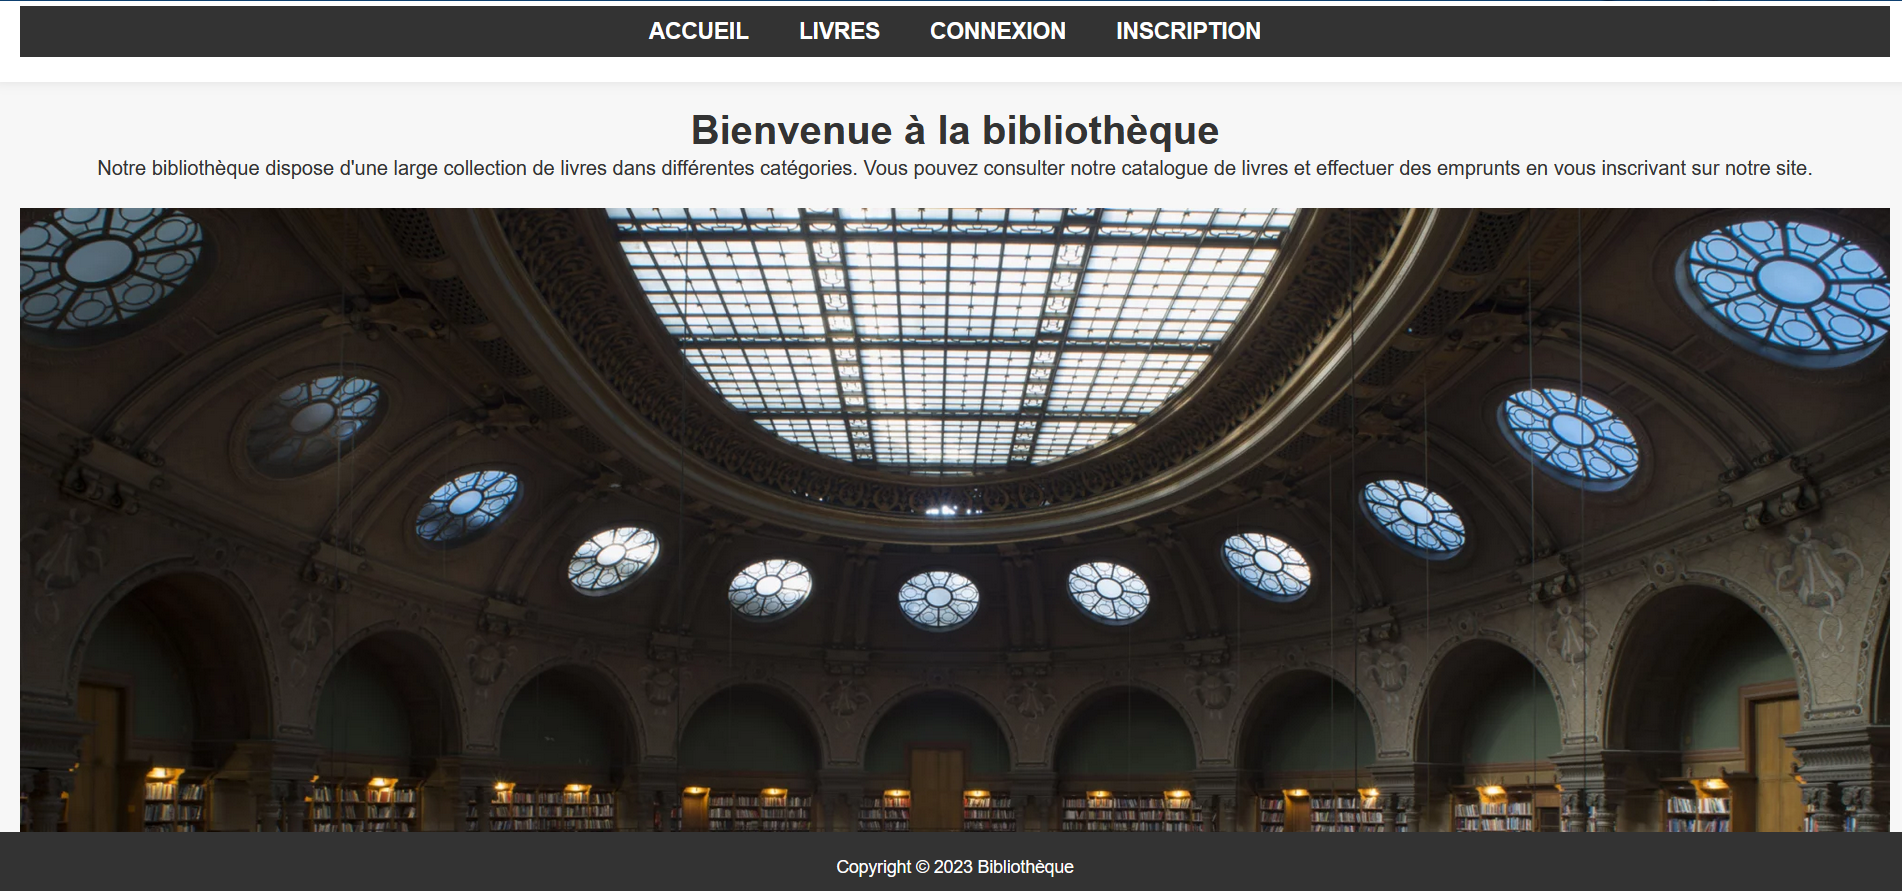 ACCUEIL LIVRES CONNEXION INSCRIPTION
Bienvenue à la bibliothèque
Notre bibliothèque dispose d'une large collection de livres dans différentes catégories. Vous pouvez consulter notre catalogue de livres et effectuer des emprunts en vous inscrivant sur notre site.
Copyright © 2023 Bibliothèque